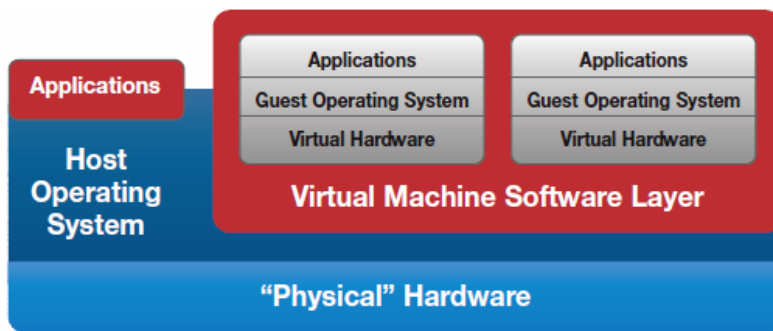 Applications
Host
Operating
System
Applications
Guest Operating System
Virtual Hardware
Applications
Guest Operating System
Virtual Hardware
Virtual Machine Software Layer
“Physical” Hardware